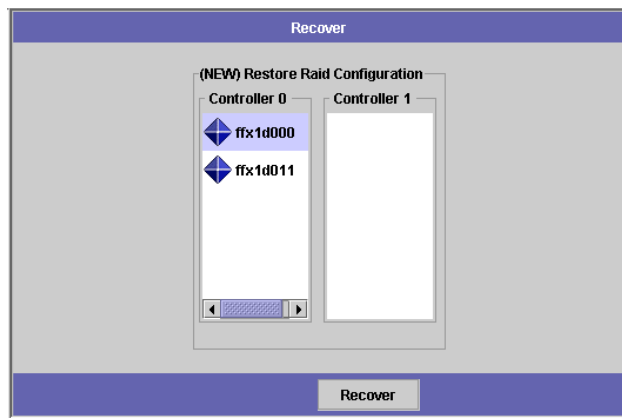 Recover
(NEW) Restore Raid Configuration
Controller 0
Controller 1
ffx1d000
ffx1d011
Recover